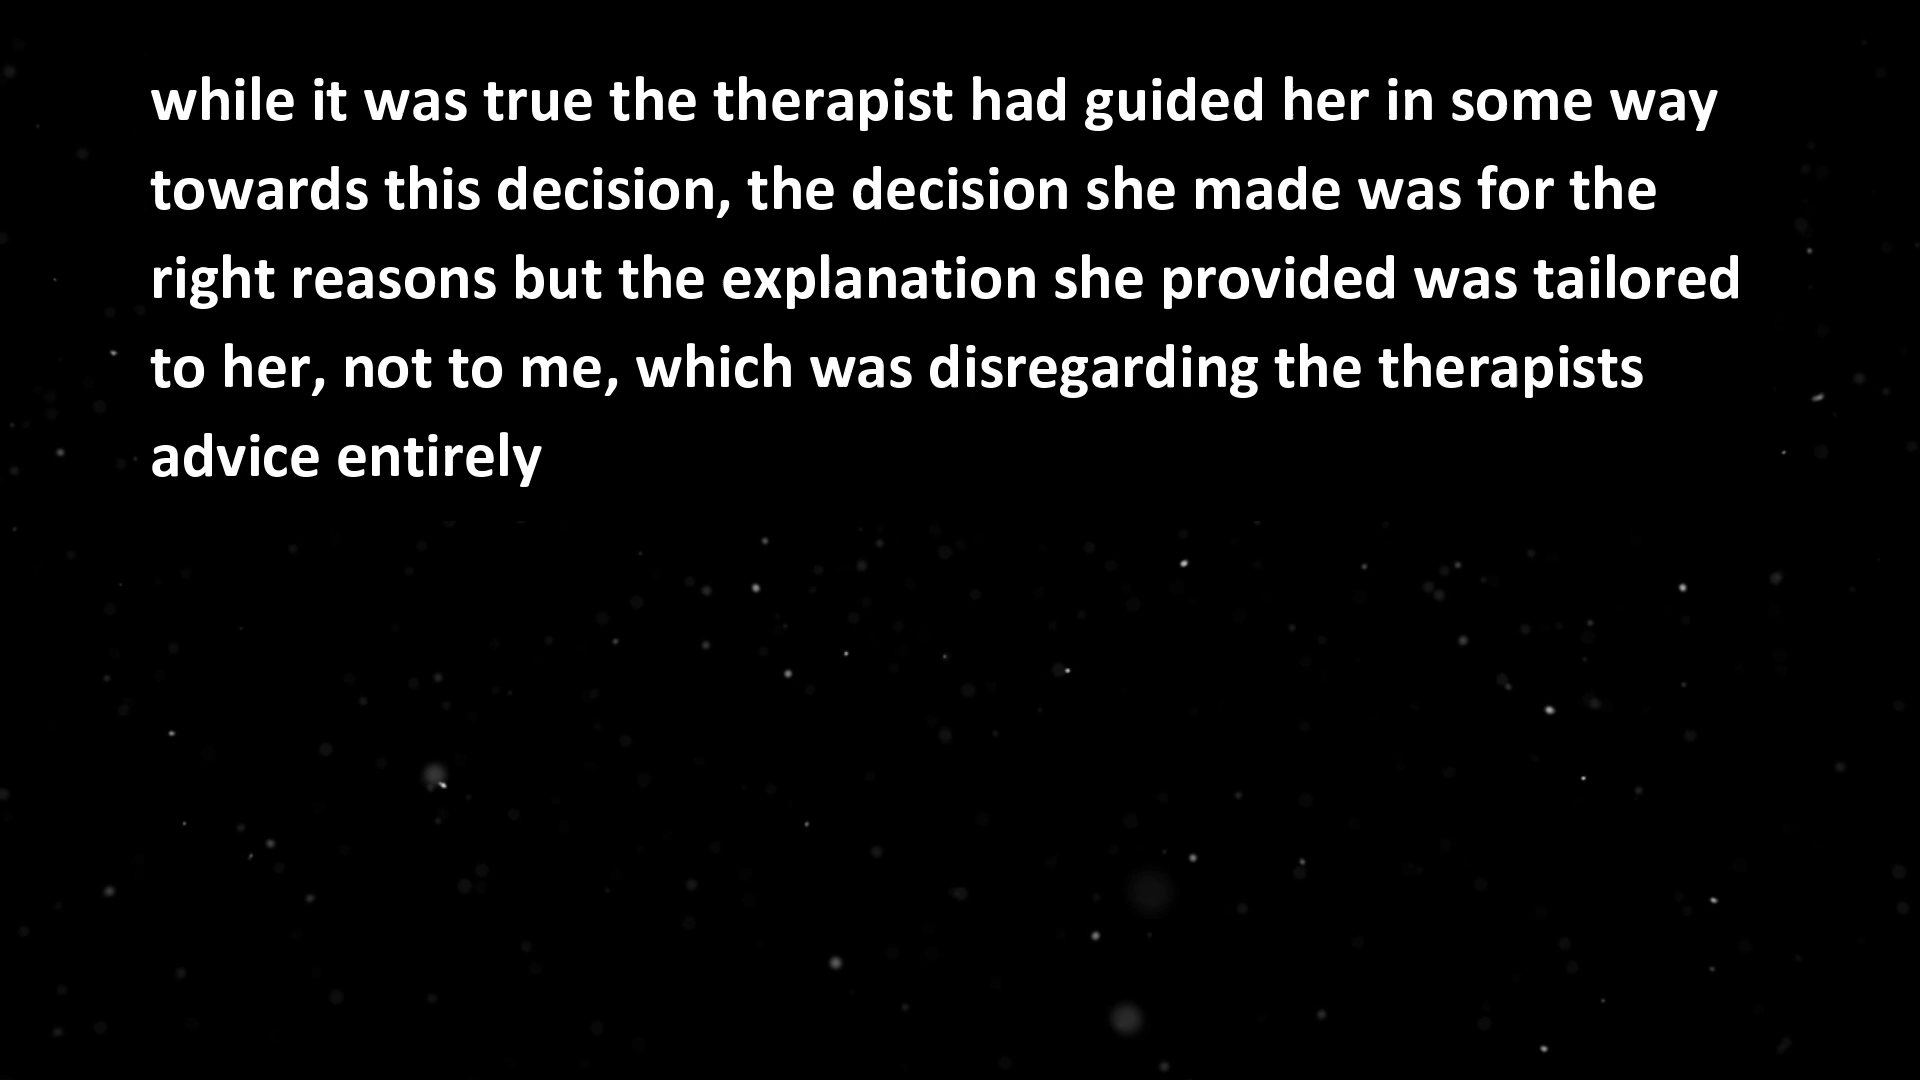 while it was true the therapist had guided her in some way
towards this decision, the decision she made was for the
right reasons but the explanation she provided was tailored
to her, not to me, which was disregarding the therapists
advice entirely